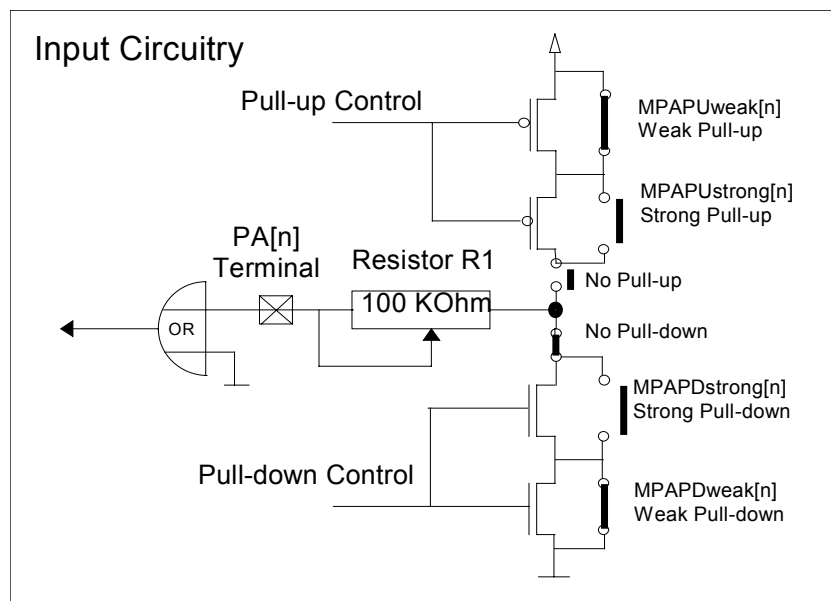 Input Circuitry
Pull-up Control
MPAPUweak[n]
Weak Pull-up
MPAPUstrong[n]
Strong Pull-up
PA[n]
Terminal
Resistor R1
100 KOhm
No Pull-up
OR
No Pull-down
MPAPDstrong[n]
Strong Pull-down
Pull-down Control
MPAPDweak[n]
Weak Pull-down